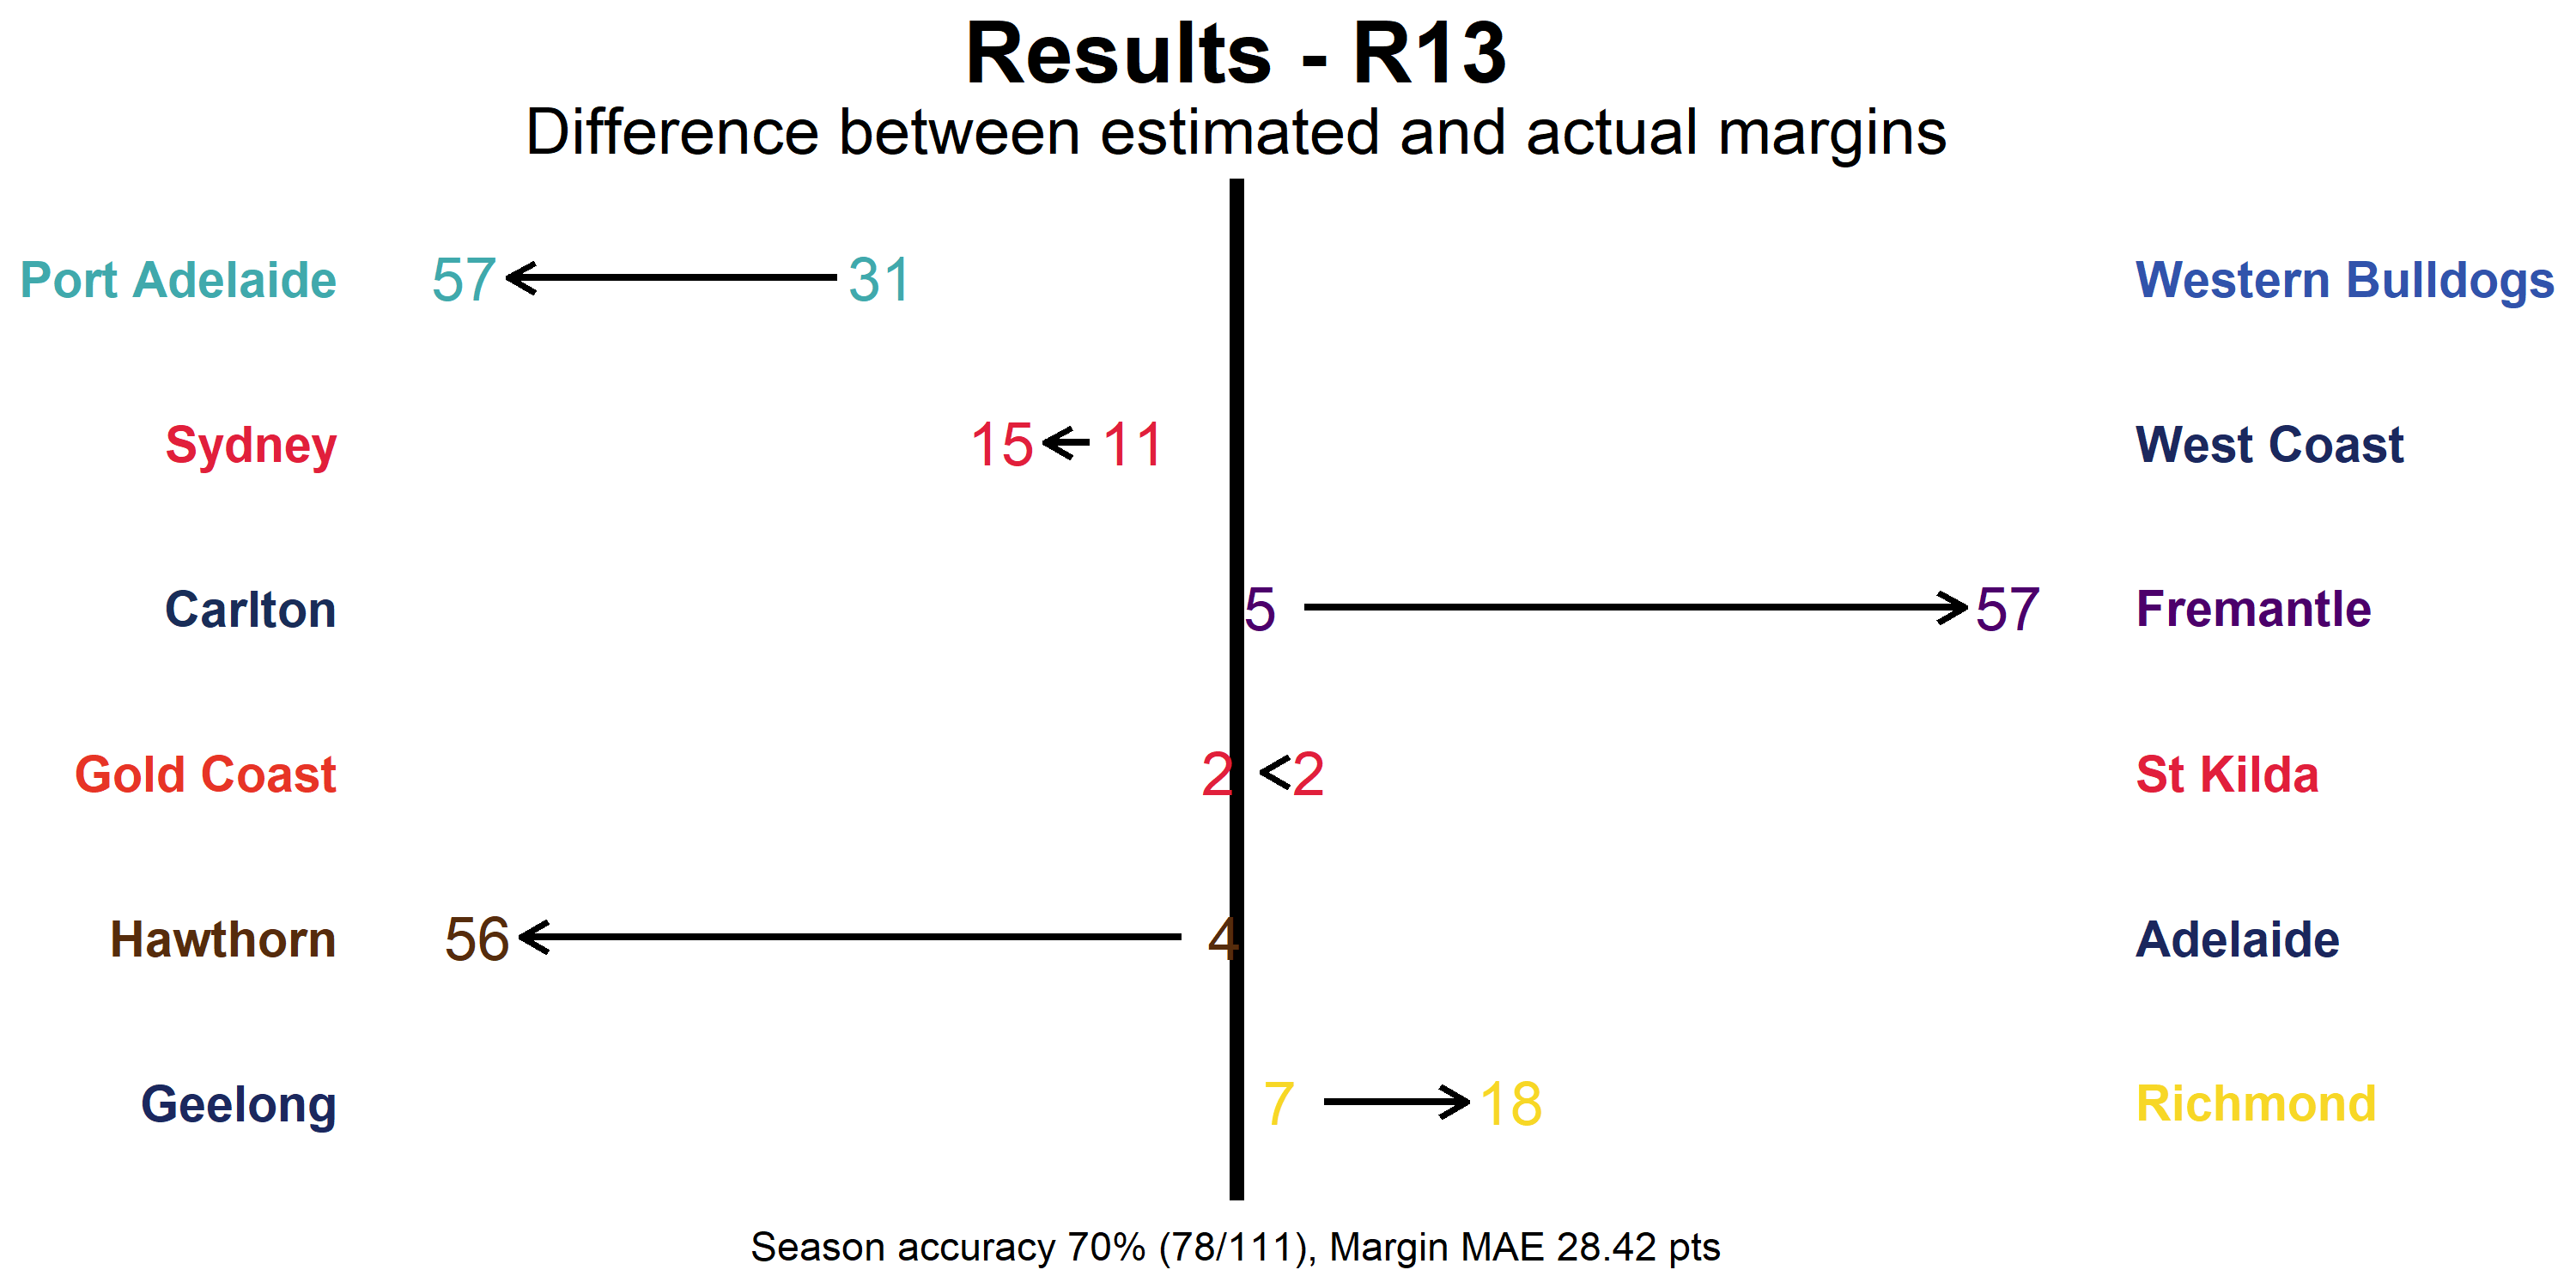 Results - R13
Difference between estimated and actual margins
Port Adelaide 57 31 Western Bulldogs
Sydney 15 11 West Coast
Carlton 5 57 Fremantle
Gold Coast 2 2 St Kilda
Hawthorn 56 4 Adelaide
Geelong 7 18 Richmond
Season accuracy 70% (78/111), Margin MAE 28.42 pts